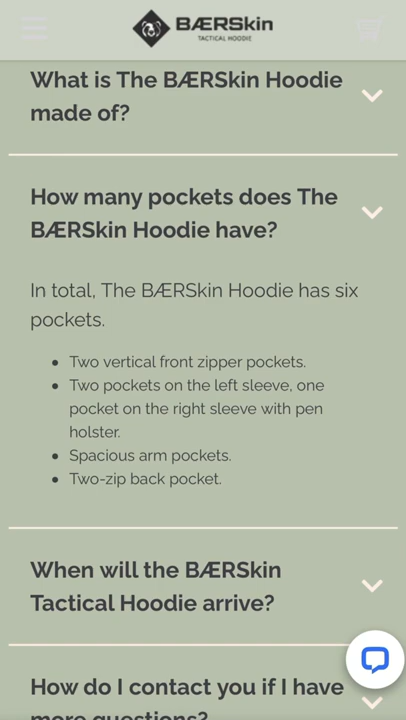 BÆRSkin
TACTICAL HOODIE
What is The BÆRSkin Hoodie
made of?
How many pockets does The
BÆRSkin Hoodie have?
In total, The BÆRSkin Hoodie has six
pockets.
Two vertical front zipper pockets.
Two pockets on the left sleeve, one
pocket on the right sleeve with pen
holster.
Spacious arm pockets.
Two-zip back pocket.
When will the BÆRSkin
Tactical Hoodie arrive?
How do I contact you if I have
more questions?